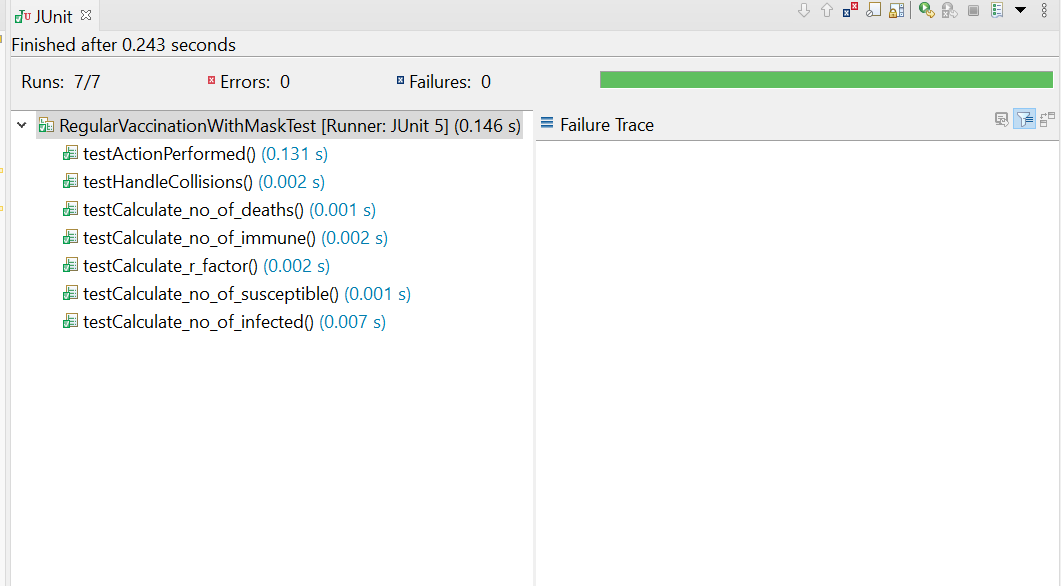 JUnit
Finished after 0.243 seconds
Runs: 7/7 Errors: 0 Failures: 0
RegularVaccinationWithMaskTest [Runner: JUnit 5] (0.146 s)
Failure Trace
testActionPerformed() (0.131 s)
testHandleCollisions() (0.002 s)
testCalculate_no_of_deaths() (0.001 s)
testCalculate_no_of_immune() (0.002 s)
testCalculate_r_factor() (0.002 s)
testCalculate_no_of_susceptible() (0.001 s)
testCalculate_no_of_infected() (0.007 s)